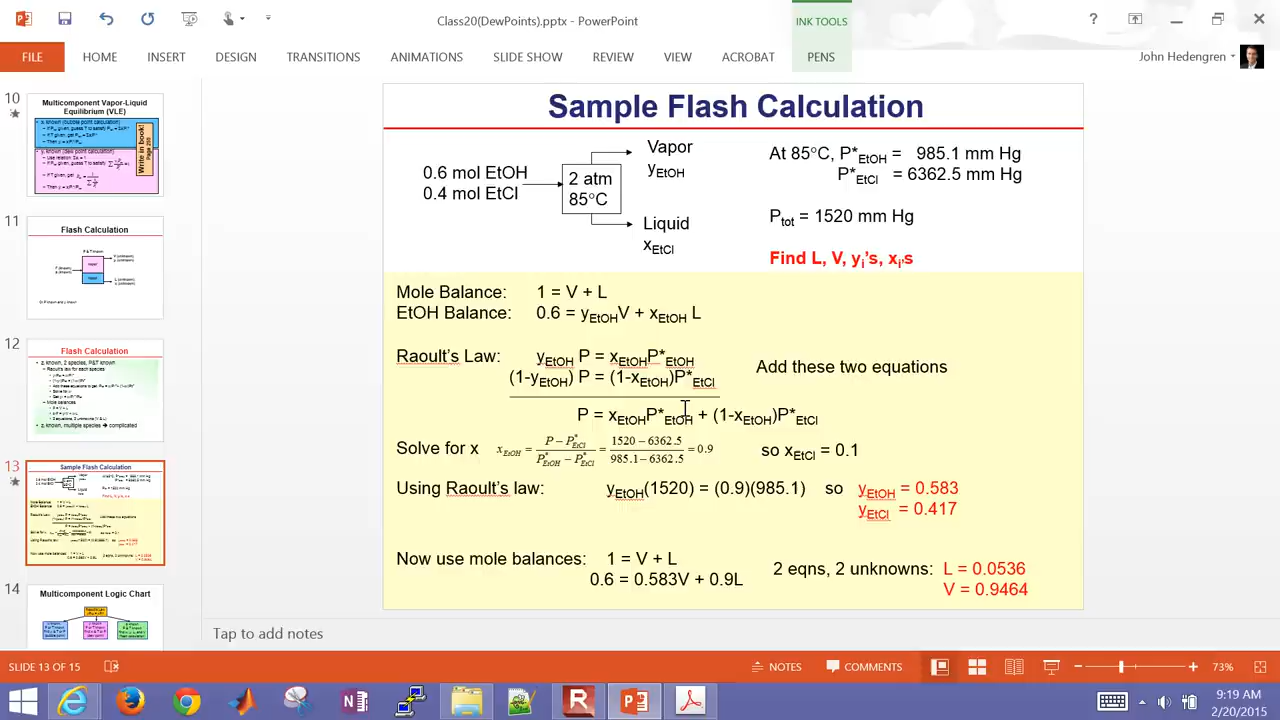 Class20(DewPoints).pptx - PowerPoint
INK TOOLS
?
FILE HOME INSERT DESIGN TRANSITIONS ANIMATIONS SLIDE SHOW REVIEW VIEW ACROBAT PENS
John Hedengren
10
Multicomponent Vapor-Liquid
Equilibrium (VLE)
Write in book!
11
Flash Calculation
12
Flash Calculation
13
Sample Flash Calculation
14
Multicomponent Logic Chart
Sample Flash Calculation
0.6 mol EtOH
0.4 mol EtCl
2 atm
85°C
Vapor
yEtOH
Liquid
xEtCl
At 85°C, P*EtOH = 985.1 mm Hg
P*EtCl = 6362.5 mm Hg
Ptot = 1520 mm Hg
Find L, V, yi's, xi's
Mole Balance: 1 = V + L
EtOH Balance: 0.6 = yEtOHV + xEtOH L
Raoult's Law: yEtOH P = xEtOHP*EtOH
(1-yEtOH) P = (1-xEtOH)P*EtCl
Add these two equations
P = xEtOHP*EtOH + (1-xEtOH)P*EtCl
Solve for x xEtOH = (P − P*EtCl)/(P*EtOH − P*EtCl) = (1520 − 6362.5)/(985.1 − 6362.5) = 0.9 so xEtCl = 0.1
Using Raoult's law: yEtOH(1520) = (0.9)(985.1) so yEtOH = 0.583
yEtCl = 0.417
Now use mole balances: 1 = V + L
0.6 = 0.583V + 0.9L
2 eqns, 2 unknowns: L = 0.0536
V = 0.9464
Tap to add notes
SLIDE 13 OF 15
NOTES COMMENTS 73%
9:19 AM
2/20/2015